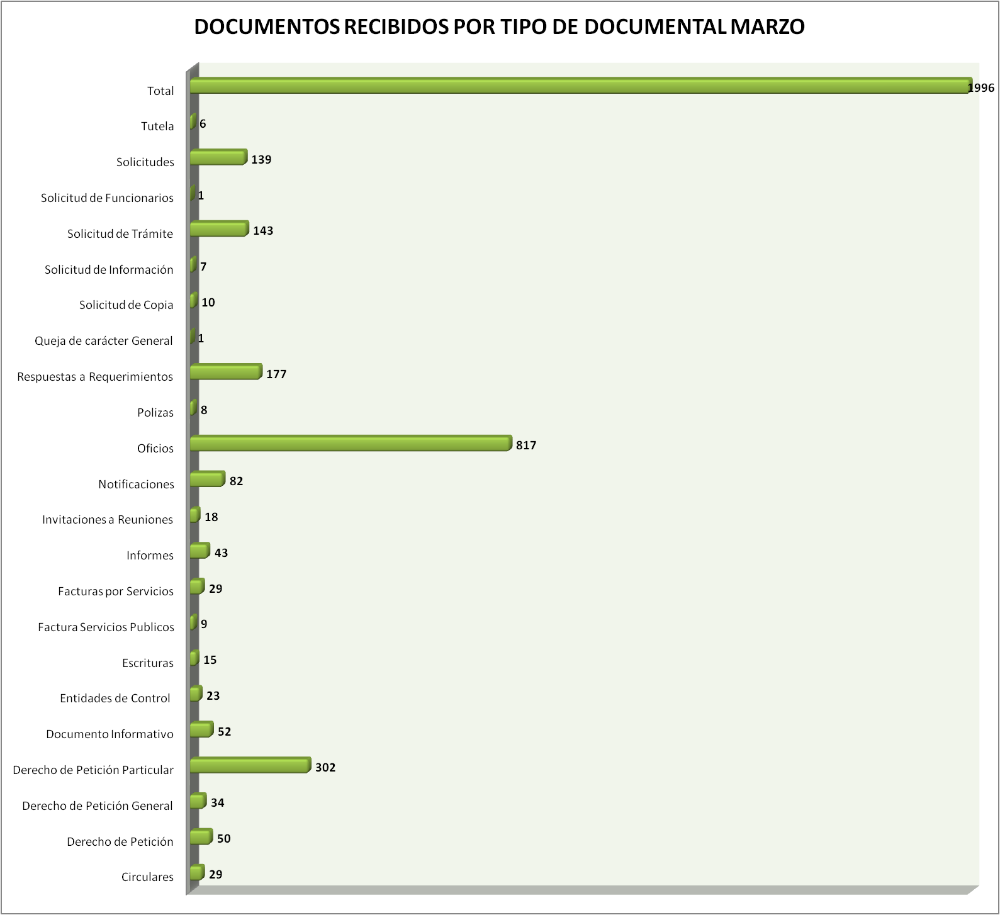 DOCUMENTOS RECIBIDOS POR TIPO DE DOCUMENTAL MARZO
Total 1996
Tutela 6
Solicitudes 139
Solicitud de Funcionarios 1
Solicitud de Trámite 143
Solicitud de Información 7
Solicitud de Copia 10
Queja de carácter General 1
Respuestas a Requerimientos 177
Polizas 8
Oficios 817
Notificaciones 82
Invitaciones a Reuniones 18
Informes 43
Facturas por Servicios 29
Factura Servicios Publicos 9
Escrituras 15
Entidades de Control 23
Documento Informativo 52
Derecho de Petición Particular 302
Derecho de Petición General 34
Derecho de Petición 50
Circulares 29